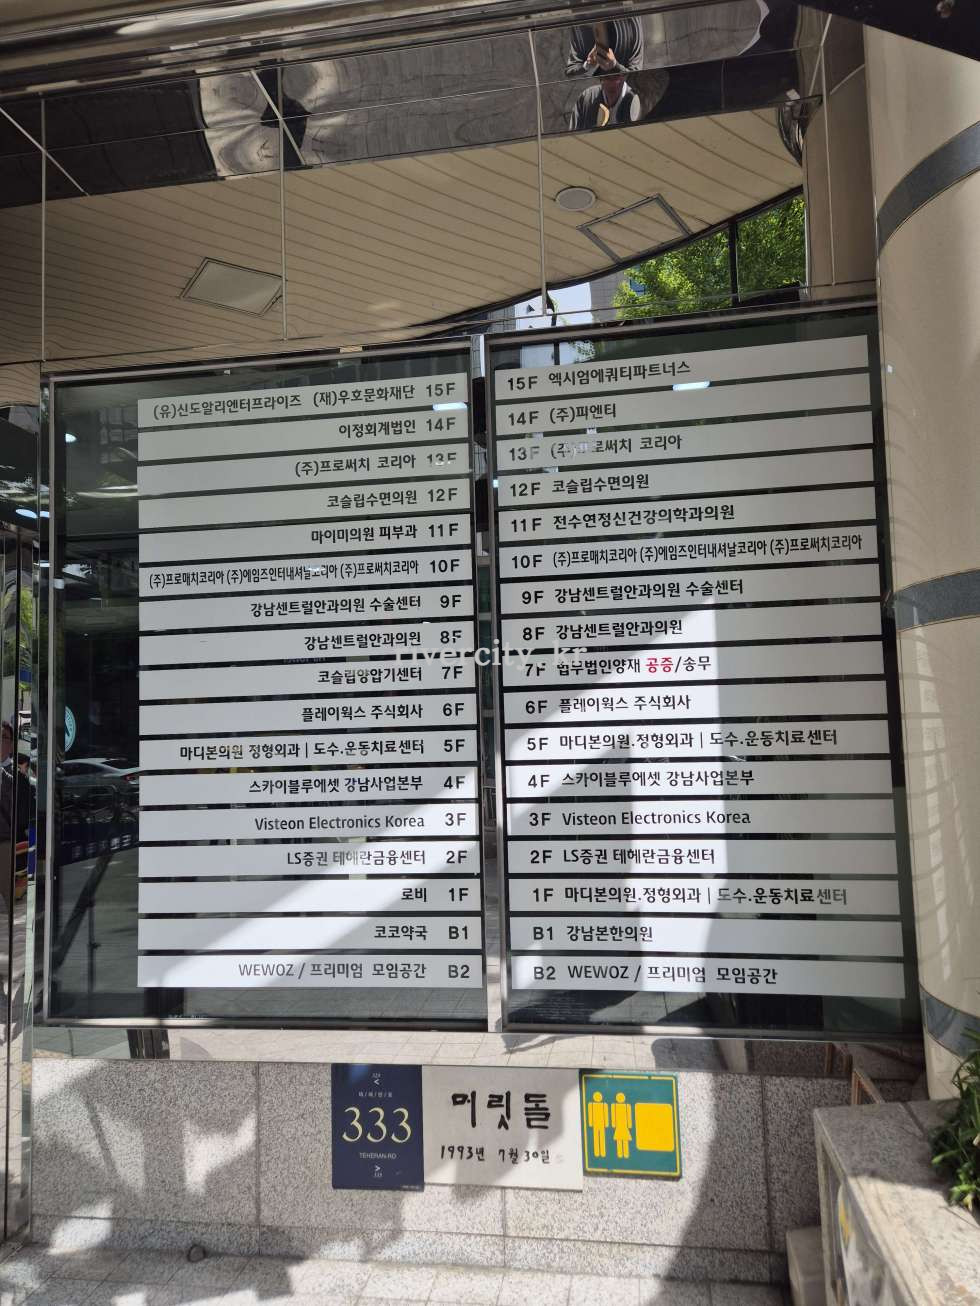 (유)신도알리엔터프라이즈 (재)우호문화재단 15F
이정회계법인 14F
(주)프로써치 코리아 13F
코슬립수면의원 12F
마이미의원 피부과 11F
(주)프로매치코리아 (주)에임즈인터내셔날코리아 (주)프로써치코리아 10F
강남센트럴안과의원 수술센터 9F
강남센트럴안과의원 8F
코슬립양압기센터 7F
플레이웍스 주식회사 6F
마디본의원 정형외과 | 도수.운동치료센터 5F
스카이블루에셋 강남사업본부 4F
Visteon Electronics Korea 3F
LS증권 테헤란금융센터 2F
로비 1F
코코약국 B1
WEWOZ / 프리미엄 모임공간 B2
15F 엑시엄에쿼티파트너스
14F (주)피엔티
13F (주)프로써치 코리아
12F 코슬립수면의원
11F 전수연정신건강의학과의원
10F (주)프로매치코리아 (주)에임즈인터내셔날코리아 (주)프로써치코리아
9F 강남센트럴안과의원 수술센터
8F 강남센트럴안과의원
7F 법무법인양재 공증/송무
6F 플레이웍스 주식회사
5F 마디본의원.정형외과 | 도수.운동치료센터
4F 스카이블루에셋 강남사업본부
3F Visteon Electronics Korea
2F LS증권 테헤란금융센터
1F 마디본의원.정형외과 | 도수.운동치료센터
B1 강남본한의원
B2 WEWOZ / 프리미엄 모임공간
rivercity.kr
테헤란로
333
TEHERAN-RO
머릿돌
1993년 7월 30일